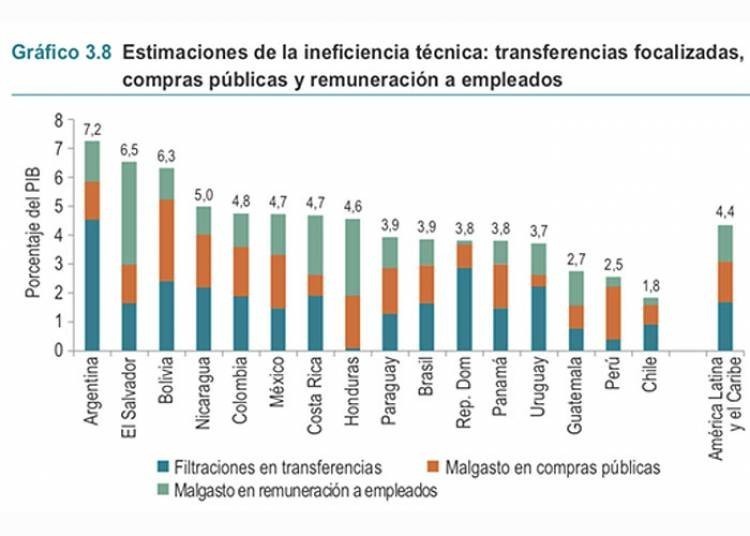 Gráfico 3.8 Estimaciones de la ineficiencia técnica: transferencias focalizadas,
compras públicas y remuneración a empleados
Porcentaje del PIB
8
7
6
5
4
3
2
1
0
7,2
6,5
6,3
5,0
4,8
4,7
4,7
4,6
3,9
3,9
3,8
3,8
3,7
2,7
2,5
1,8
4,4
Argentina
El Salvador
Bolivia
Nicaragua
Colombia
México
Costa Rica
Honduras
Paraguay
Brasil
Rep. Dom
Panamá
Uruguay
Guatemala
Perú
Chile
América Latina
y el Caribe
Filtraciones en transferencias
Malgasto en compras públicas
Malgasto en remuneración a empleados